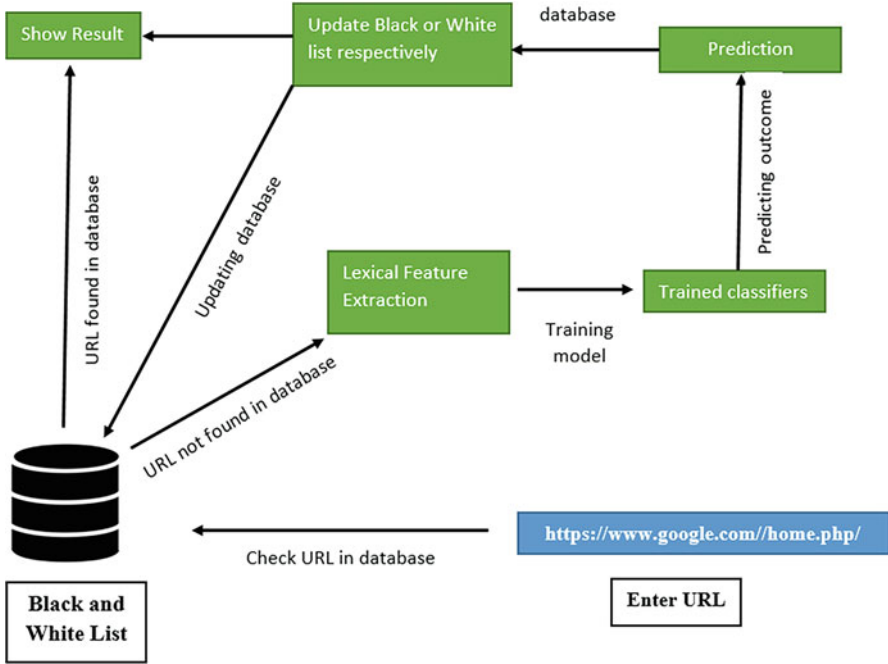 Show Result
Update Black or White
list respectively
database
Prediction
URL found in database
Updating database
Predicting outcome
Lexical Feature
Extraction
Training
model
Trained classifiers
URL not found in database
Check URL in database
https://www.google.com//home.php/
Black and
White List
Enter URL